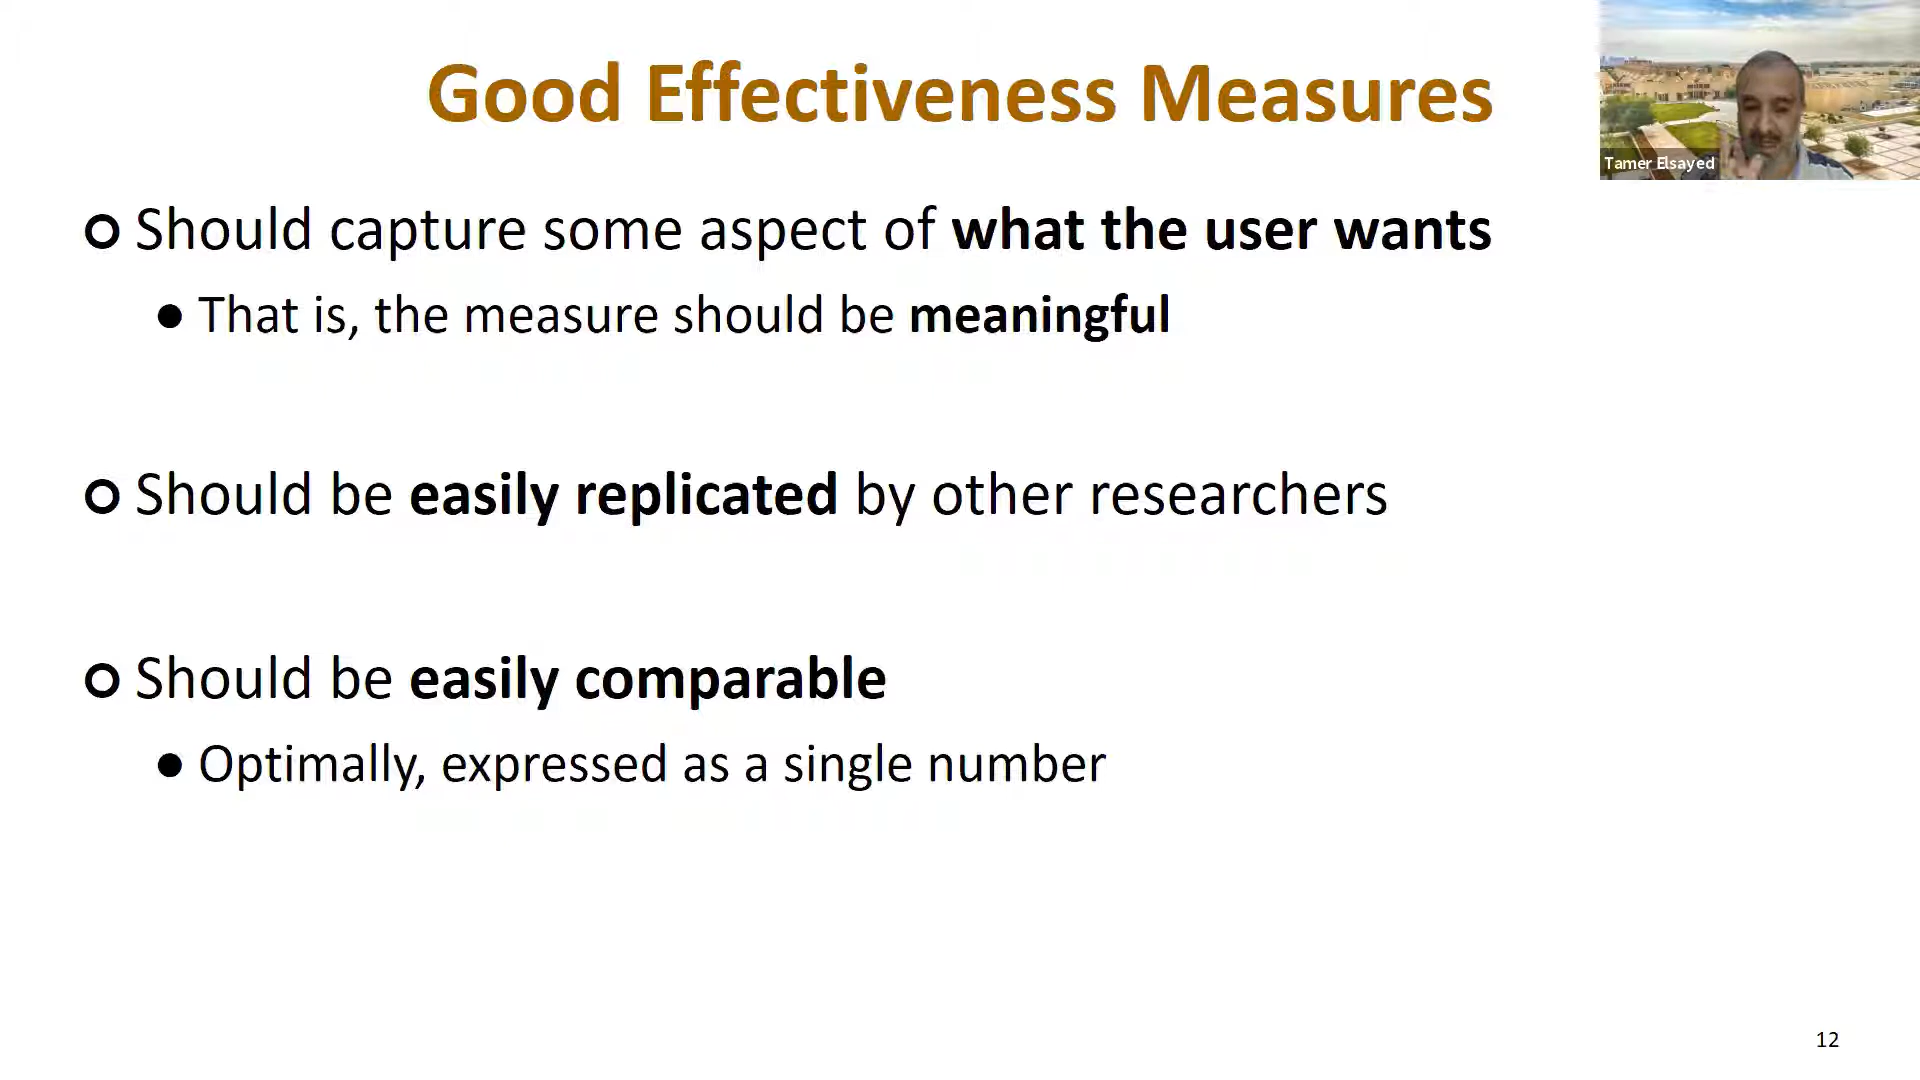 Good Effectiveness Measures
Tamer Elsayed
Should capture some aspect of what the user wants
That is, the measure should be meaningful
Should be easily replicated by other researchers
Should be easily comparable
Optimally, expressed as a single number
12